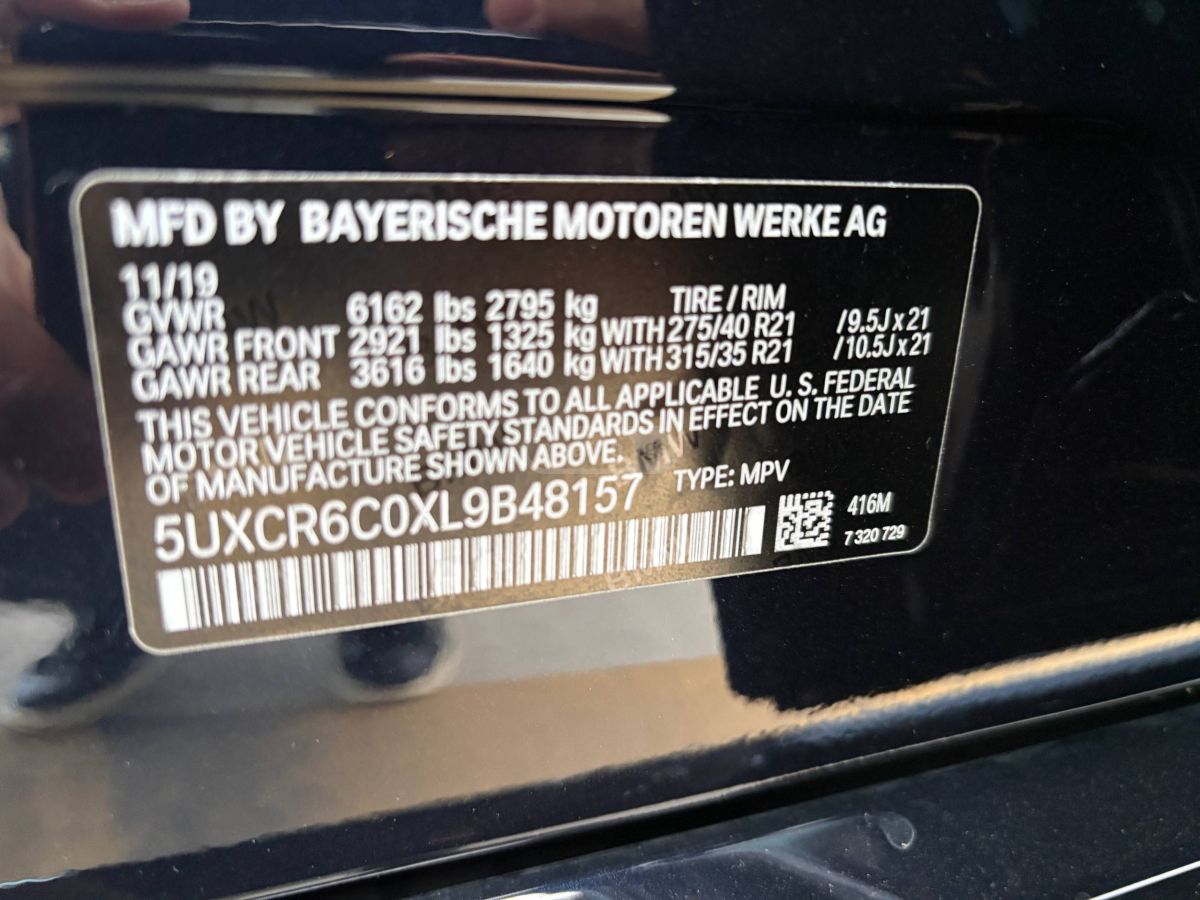 MFD BY BAYERISCHE MOTOREN WERKE AG
11/19
GVWR 6162 lbs 2795 kg TIRE / RIM
GAWR FRONT 2921 lbs 1325 kg WITH 275/40 R21 /9.5J x 21
GAWR REAR 3616 lbs 1640 kg WITH 315/35 R21 /10.5J x 21
THIS VEHICLE CONFORMS TO ALL APPLICABLE U. S. FEDERAL
MOTOR VEHICLE SAFETY STANDARDS IN EFFECT ON THE DATE
OF MANUFACTURE SHOWN ABOVE.
5UXCR6C0XL9B48157 TYPE: MPV
416M
7 320 729
BMW
BMW
BMW